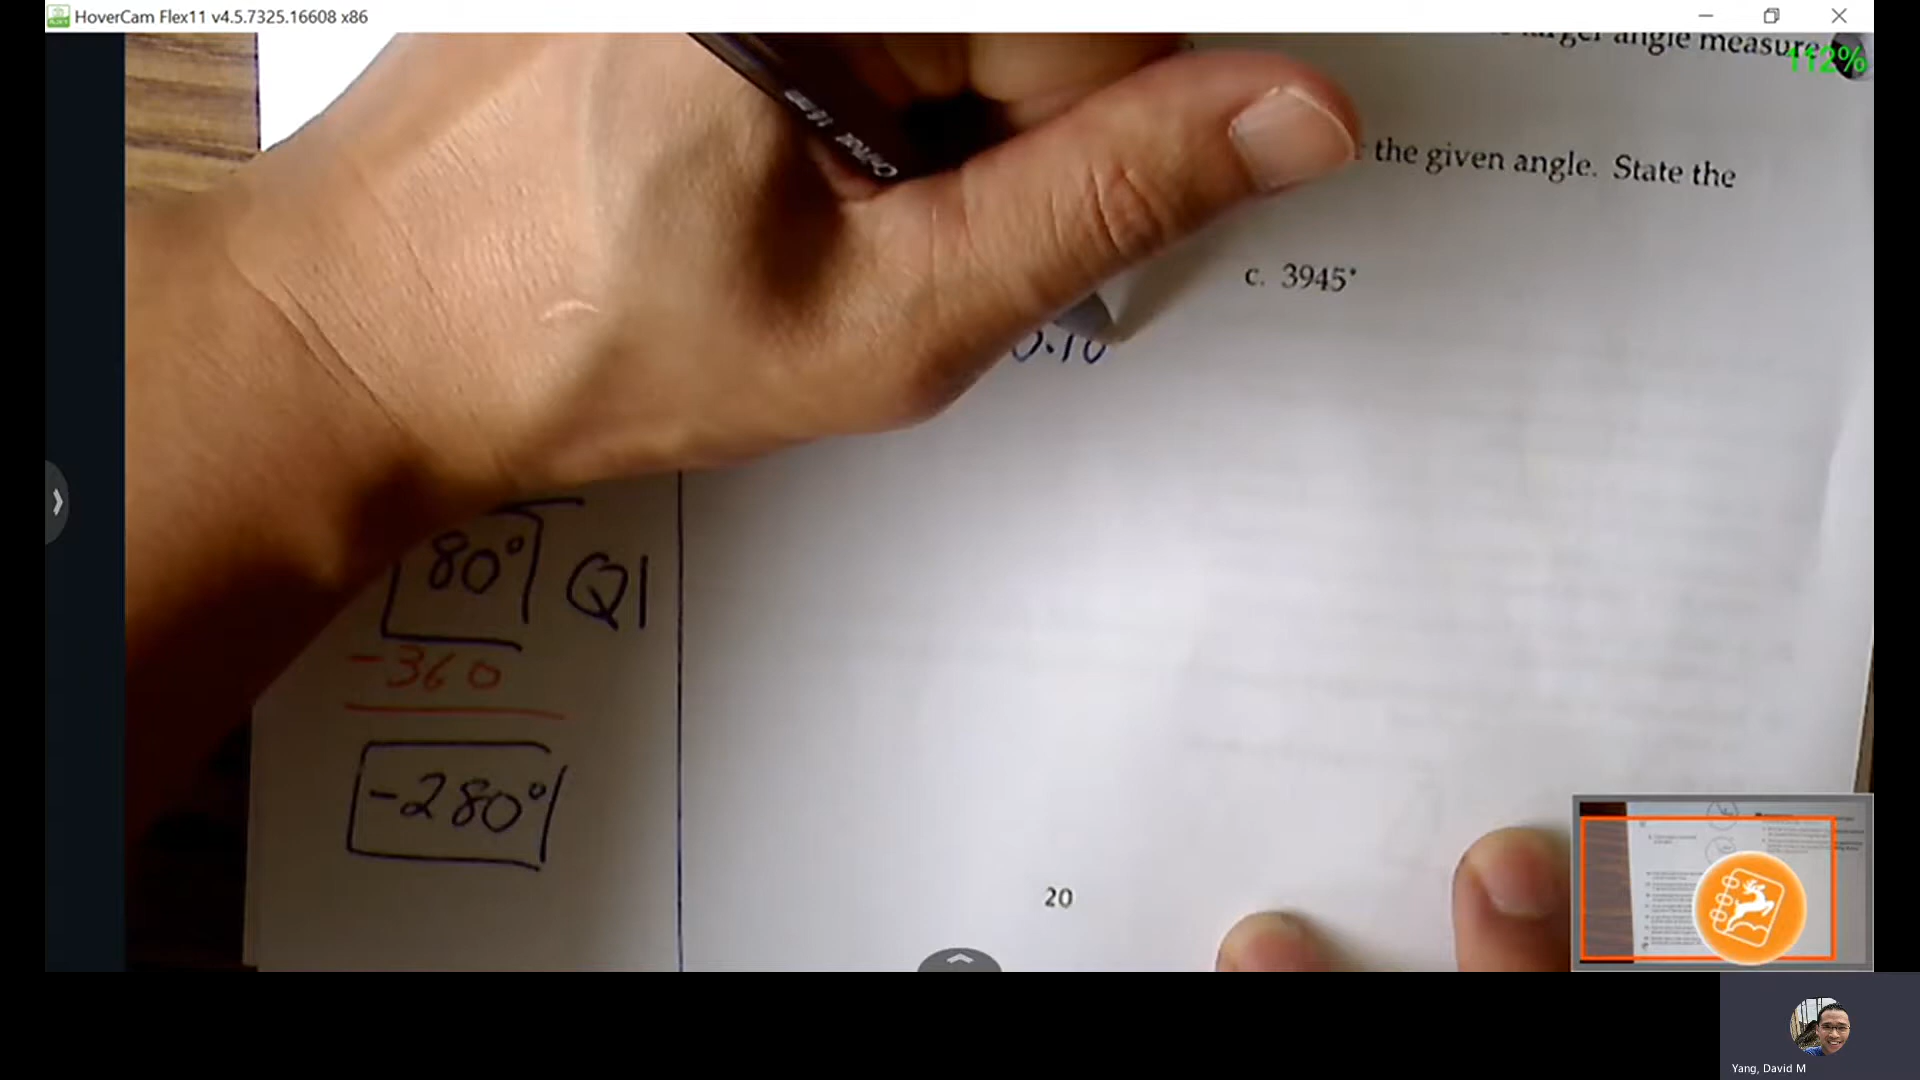 HoverCam Flex11 v4.5.7325.16608 x86
angle measure
112%
the given angle. State the
c. 3945°
80° Q1
-360
-280°
20
Yang, David M